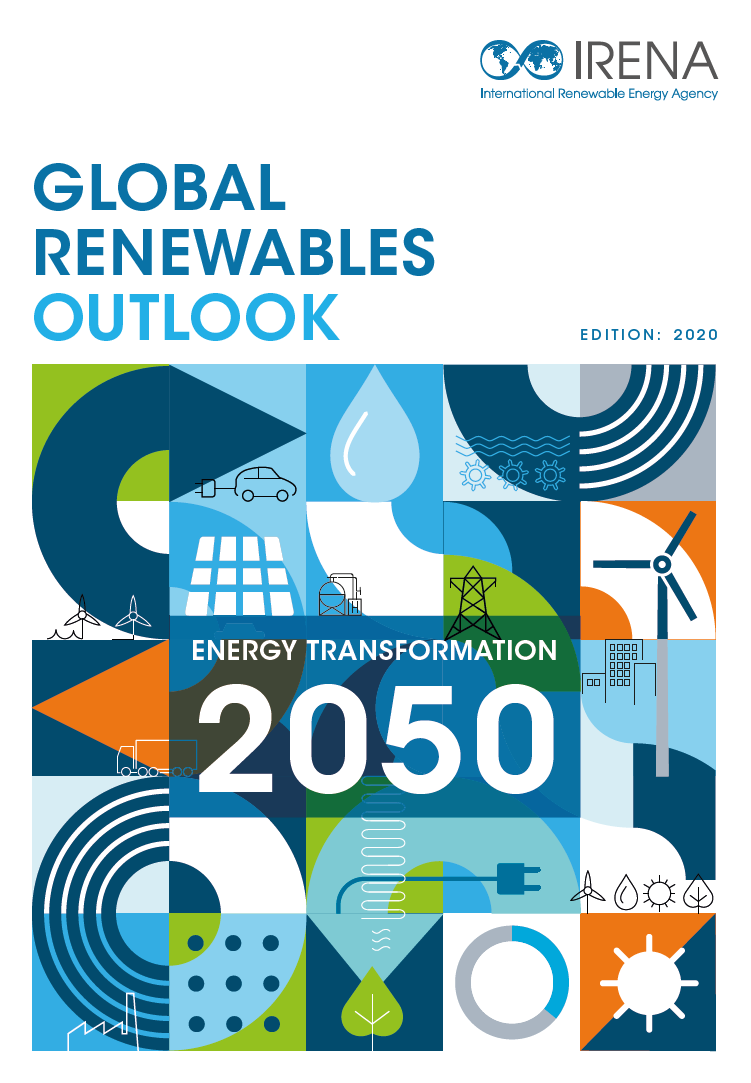 IRENA
International Renewable Energy Agency
GLOBAL
RENEWABLES
OUTLOOK
EDITION: 2020
H
ENERGY TRANSFORMATION
2050